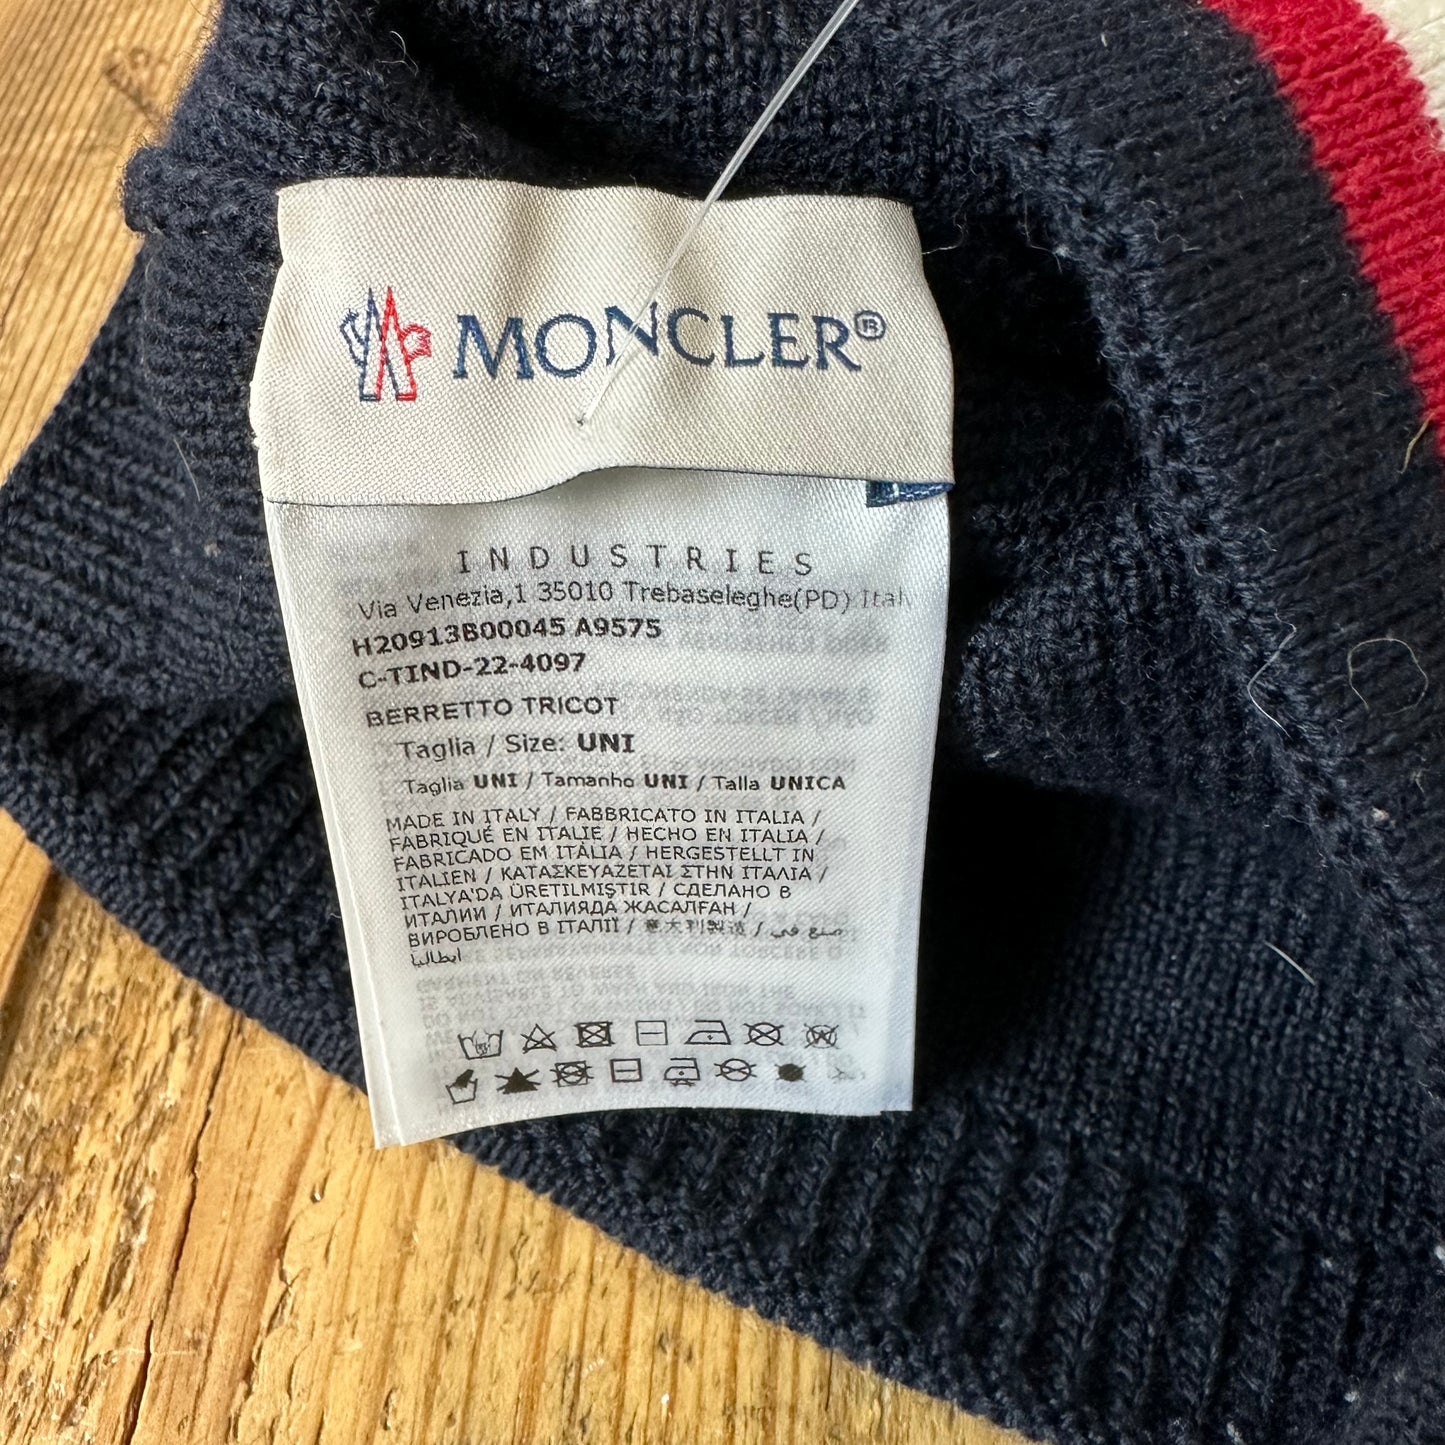 MONCLER®
INDUSTRIES
Via Venezia,1 35010 Trebaseleghe(PD) Italy
H20913B00045 A9575
C-TIND-22-4097
BERRETTO TRICOT
Taglia / Size: UNI
Taglia UNI / Tamanho UNI / Talla UNICA
MADE IN ITALY / FABBRICATO IN ITALIA /
FABRIQUÉ EN ITALIE / HECHO EN ITALIA /
FABRICADO EM ITÁLIA / HERGESTELLT IN
ITALIEN / ΚΑΤΑΣΚΕΥΑΖΕΤΑΙ ΣΤΗΝ ΙΤΑΛΙΑ /
ITALYA'DA ÜRETILMIŞTIR / СДЕЛАНО В
ИТАЛИИ / ИТАЛИЯДА ЖАСАЛҒАН /
ВИРОБЛЕНО В ІТАЛІЇ / 意大利製造 / صنع في
ايطاليا